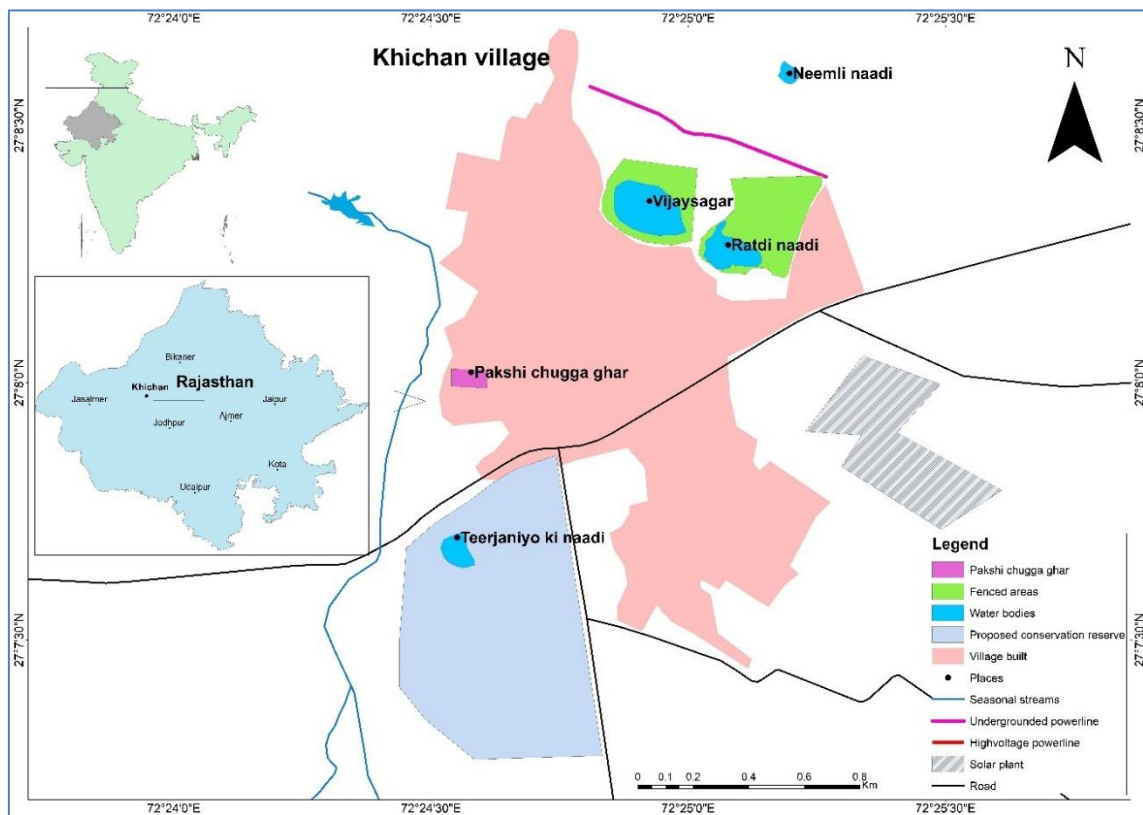 72°24'0"E
72°24'30"E
72°25'0"E
72°25'30"E
Khichan village
Neemli naadi
N
27°8'30"N
27°8'30"N
Vijaysagar
Ratdi naadi
Bikaner
Khichan
Rajasthan
Jasalmer
Jaipur
Jodhpur
Ajmer
Kota
Udaipur
Pakshi chugga ghar
27°8'0"N
27°8'0"N
Teerjaniyo ki naadi
Legend
Pakshi chugga ghar
Fenced areas
Water bodies
Proposed conservation reserve
Village built
Places
Seasonal streams
Undergrounded powerline
Highvoltage powerline
Solar plant
Road
27°7'30"N
27°7'30"N
0 0.1 0.2 0.4 0.6 0.8
Km
72°24'0"E
72°24'30"E
72°25'0"E
72°25'30"E